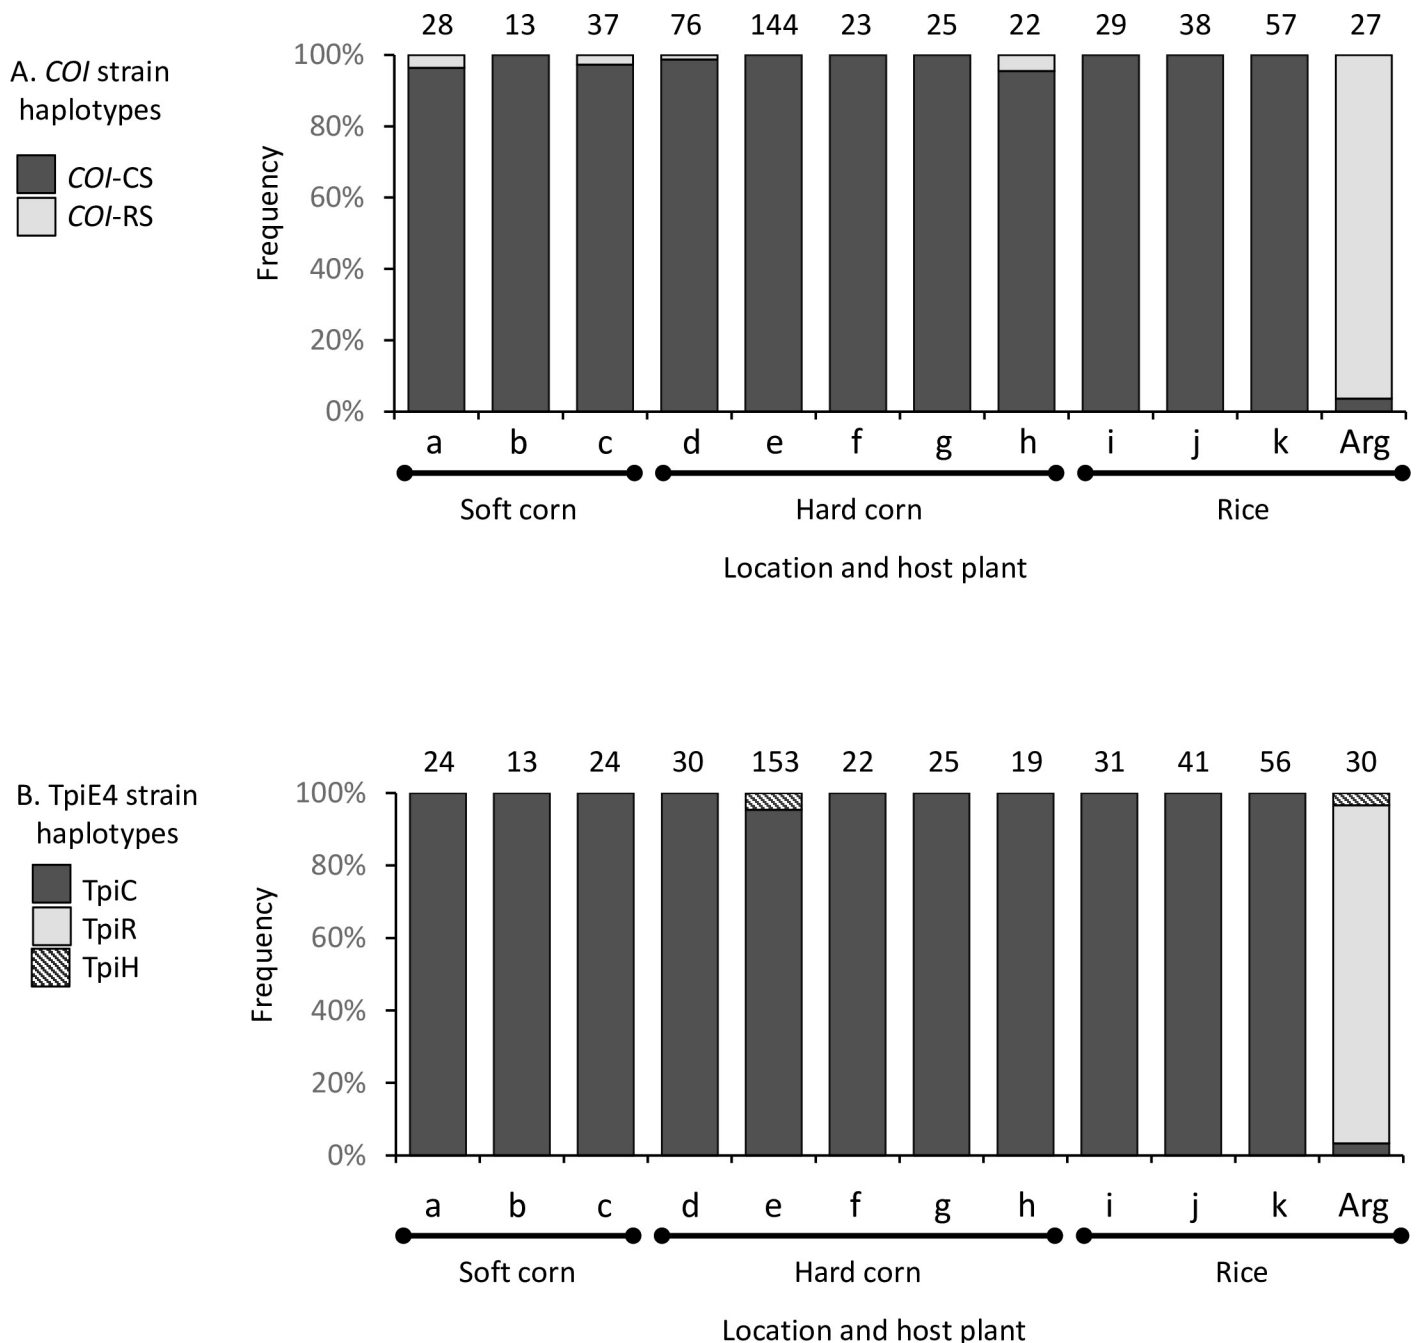 28 13 37 76 144 23 25 22 29 38 57 27
A. COI strain
haplotypes
COI-CS
COI-RS
Frequency
100%
80%
60%
40%
20%
0%
a b c d e f g h i j k Arg
Soft corn Hard corn Rice
Location and host plant
24 13 24 30 153 22 25 19 31 41 56 30
B. TpiE4 strain
haplotypes
TpiC
TpiR
TpiH
Frequency
100%
80%
60%
40%
20%
0%
a b c d e f g h i j k Arg
Soft corn Hard corn Rice
Location and host plant